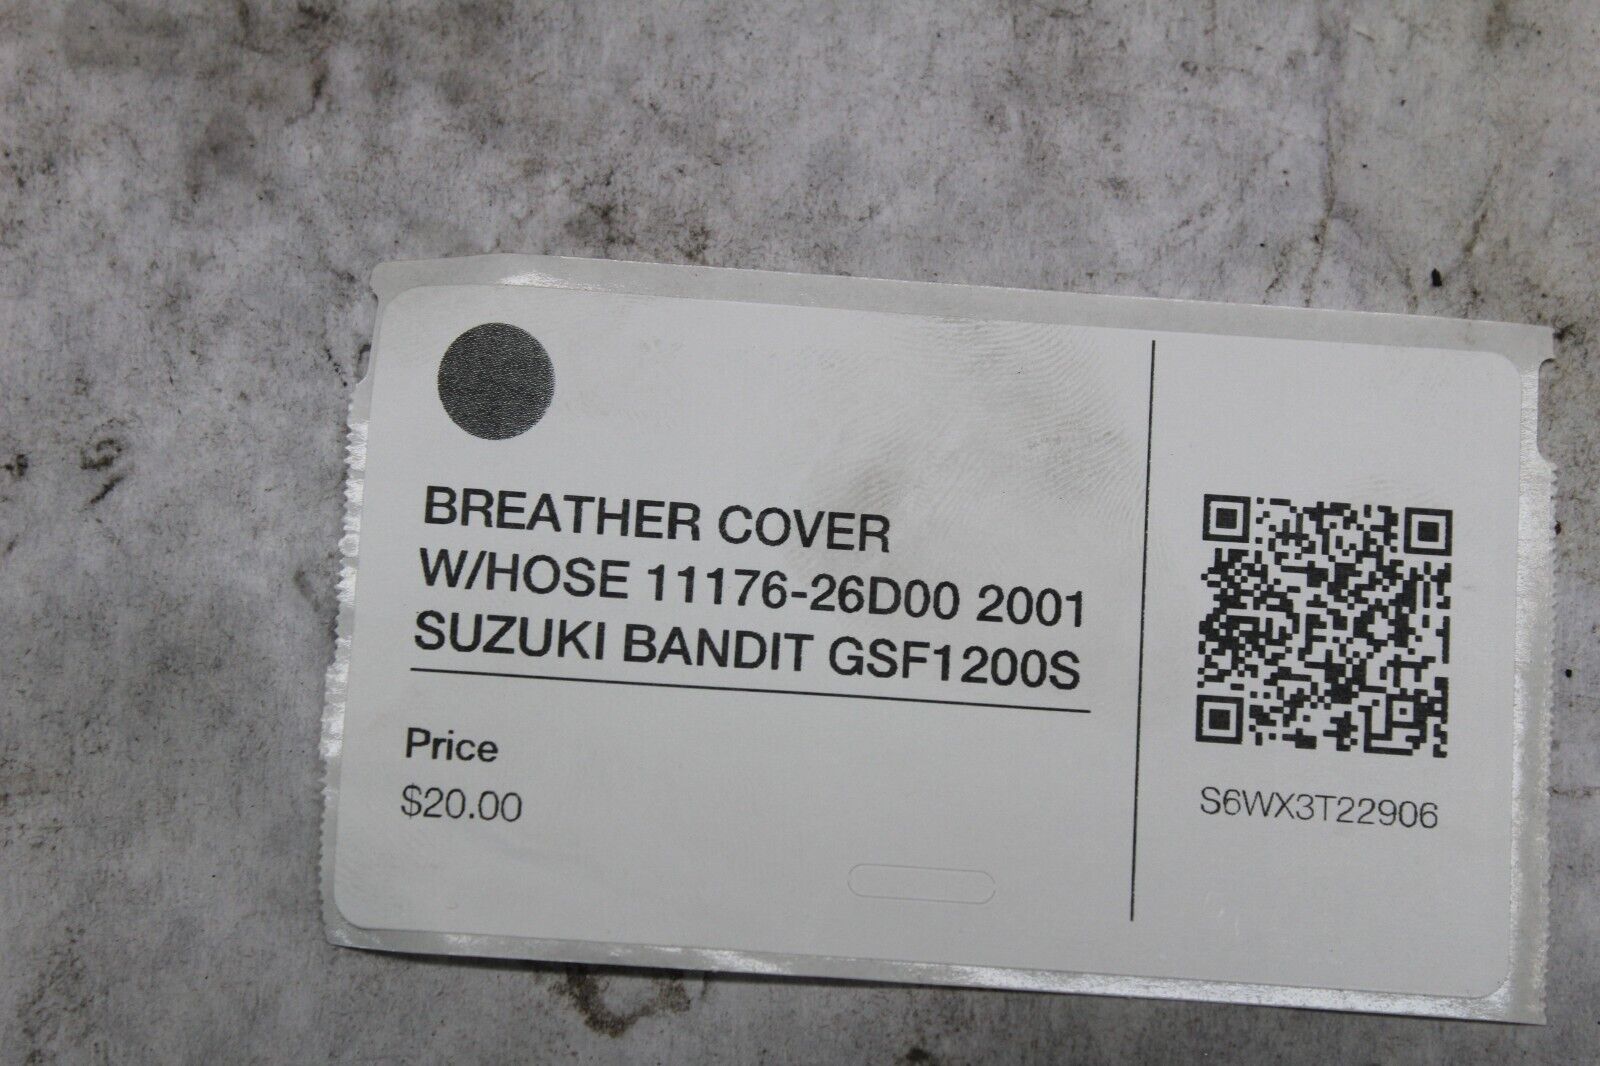 BREATHER COVER
W/HOSE 11176-26D00 2001
SUZUKI BANDIT GSF1200S
Price
$20.00
S6WX3T22906